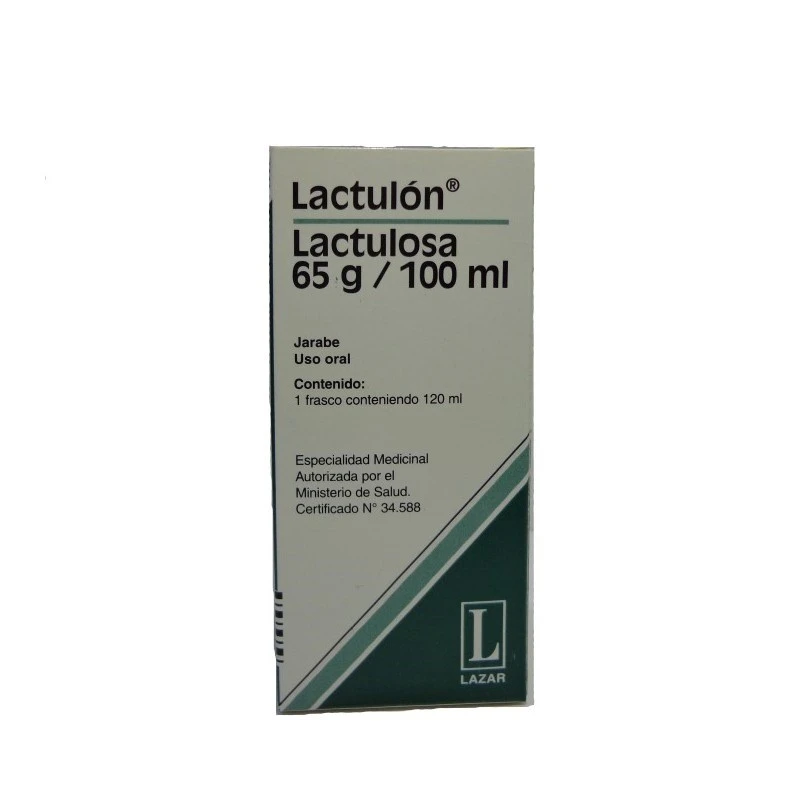 Lactulón®
Lactulosa
65 g / 100 ml
Jarabe
Uso oral
Contenido:
1 frasco conteniendo 120 ml
Especialidad Medicinal
Autorizada por el
Ministerio de Salud.
Certificado N° 34.588
L
LAZAR